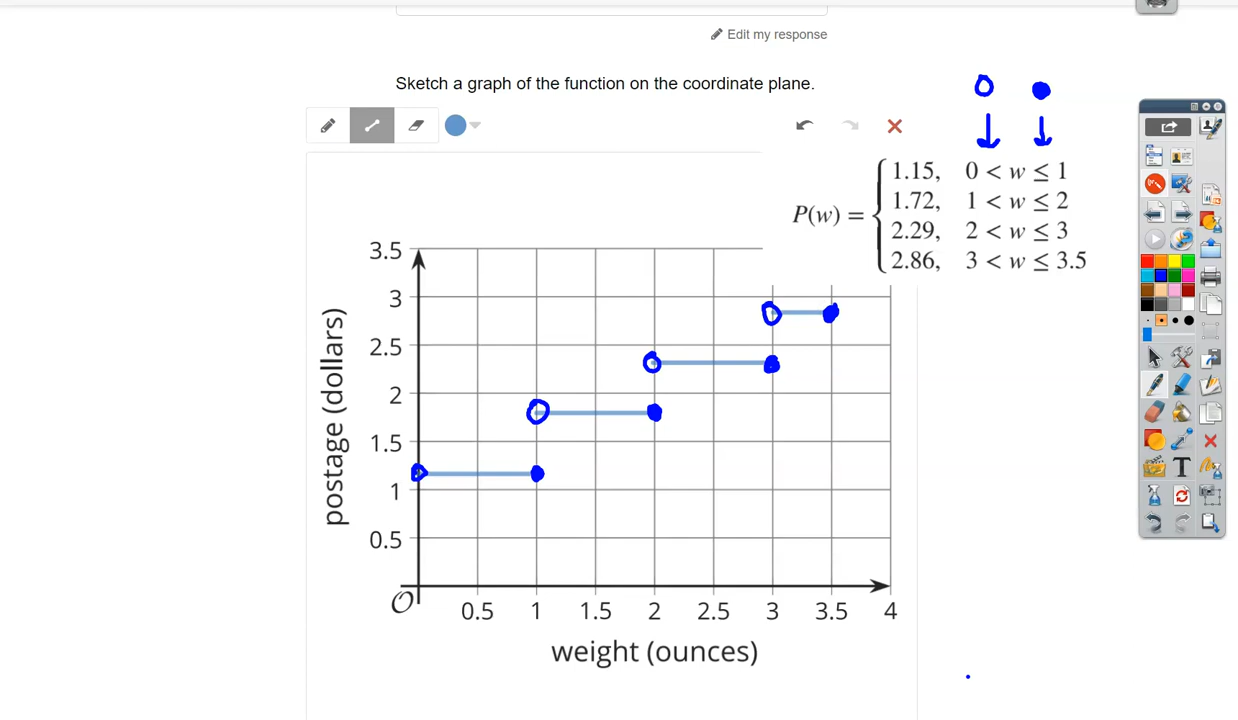 Edit my response
Sketch a graph of the function on the coordinate plane.
P(w) =
1.15, 0 < w ≤ 1
1.72, 1 < w ≤ 2
2.29, 2 < w ≤ 3
2.86, 3 < w ≤ 3.5
3.5
3
2.5
2
1.5
1
0.5
postage (dollars)
O
0.5 1 1.5 2 2.5 3 3.5 4
weight (ounces)
T